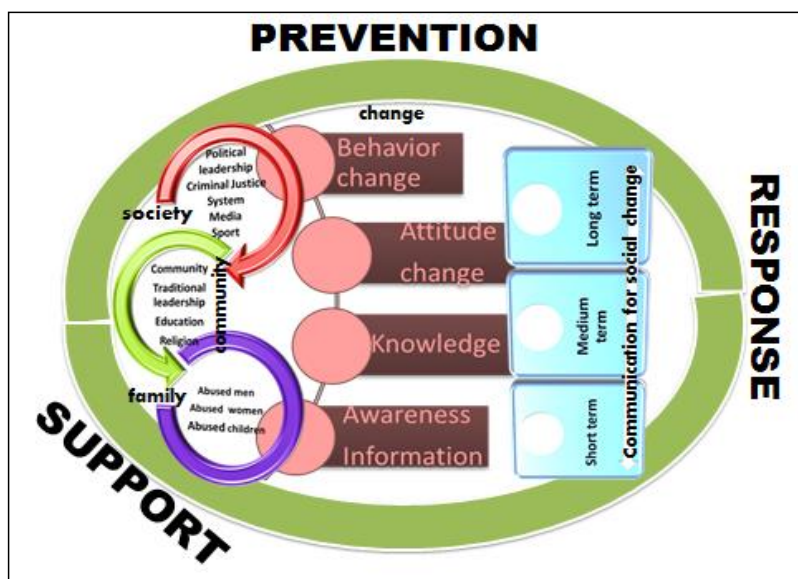 PREVENTION
change
Political
leadership
Criminal Justice
System
Media
Sport
society
Community
Traditional
leadership
Education
Religion
community
family
Abused men
Abused women
Abused children
Behavior
change
Attitude
change
Knowledge
Awareness
Information
Long term
Medium
term
Short term
Communication for social change
RESPONSE
SUPPORT